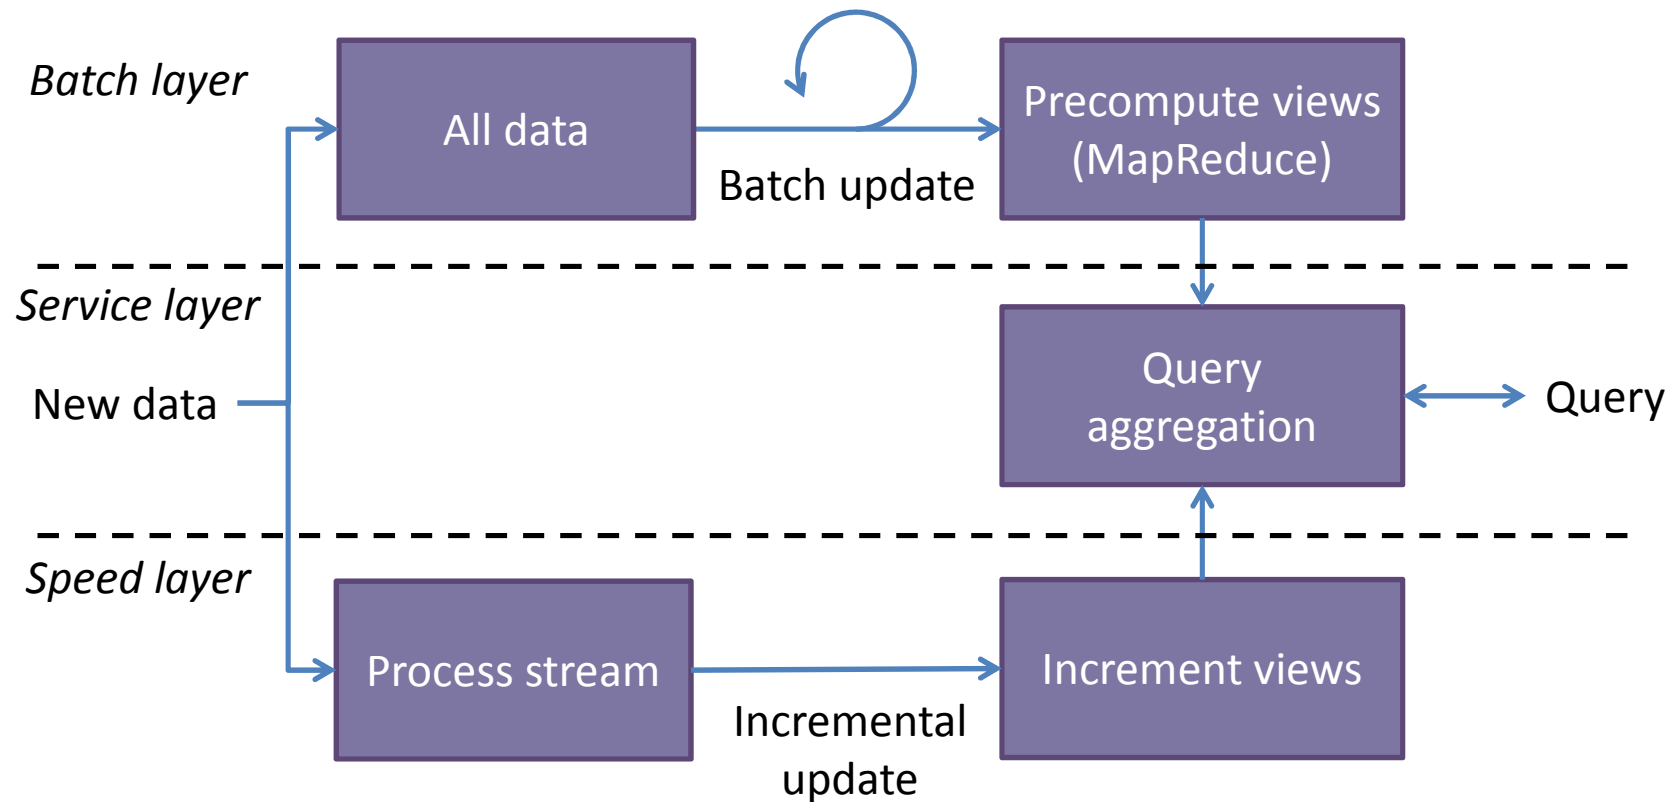 Batch layer
All data
Batch update
Precompute views
(MapReduce)
Service layer
New data
Query
aggregation
Query
Speed layer
Process stream
Incremental
update
Increment views